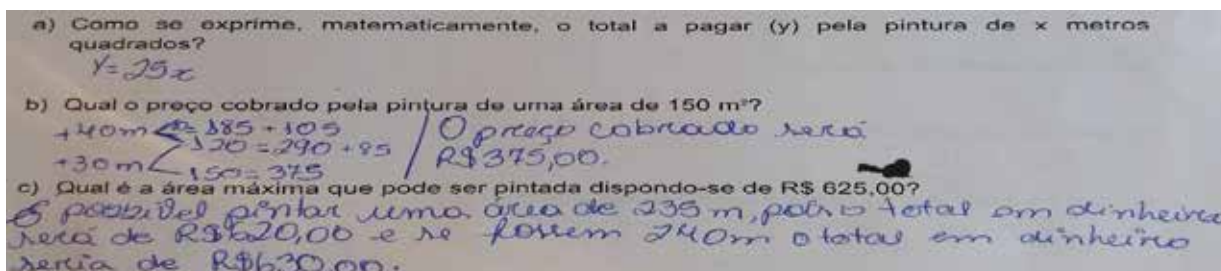 a) Como se exprime, matematicamente, o total a pagar (y) pela pintura de x metros
quadrados?
y = 25x
b) Qual o preço cobrado pela pintura de uma área de 150 m²?
+40m = 185 + 105 / O preço cobrado será
120 = 290 + 85 / R$375,00.
+30m 150 = 375
c) Qual é a área máxima que pode ser pintada dispondo-se de R$ 625,00?
É possível pintar uma área de 235 m, pois o total em dinheiro
será de R$620,00 e se fossem 240m o total em dinheiro
seria de R$630,00.